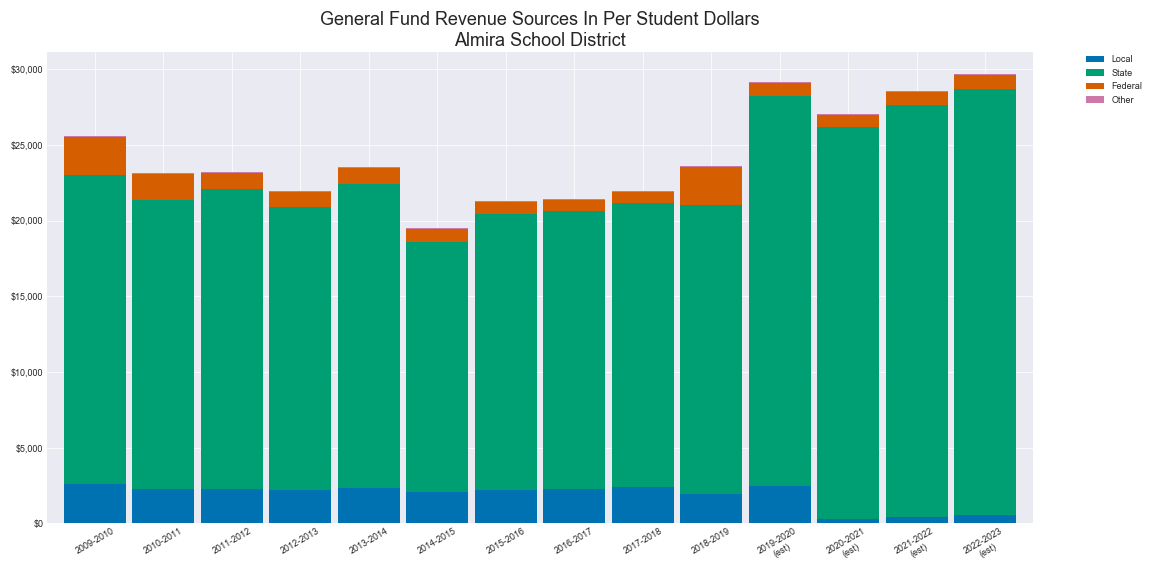 General Fund Revenue Sources In Per Student Dollars
Almira School District
Local
State
Federal
Other
$30,000
$25,000
$20,000
$15,000
$10,000
$5,000
$0
2009-2010
2010-2011
2011-2012
2012-2013
2013-2014
2014-2015
2015-2016
2016-2017
2017-2018
2018-2019
2019-2020
(est)
2020-2021
(est)
2021-2022
(est)
2022-2023
(est)